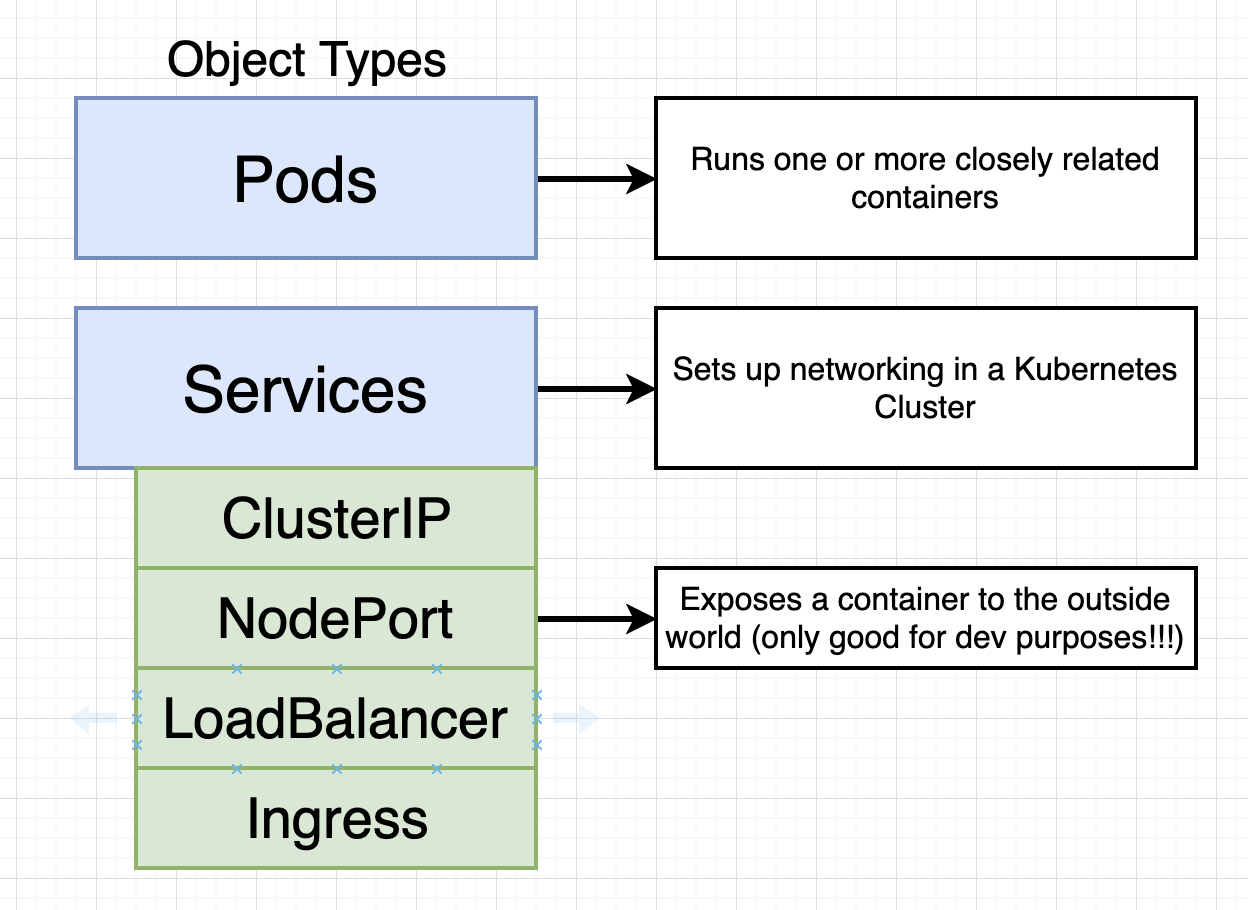 Object Types
Pods
Runs one or more closely related
containers
Services
Sets up networking in a Kubernetes
Cluster
ClusterIP
NodePort
Exposes a container to the outside
world (only good for dev purposes!!!)
LoadBalancer
Ingress